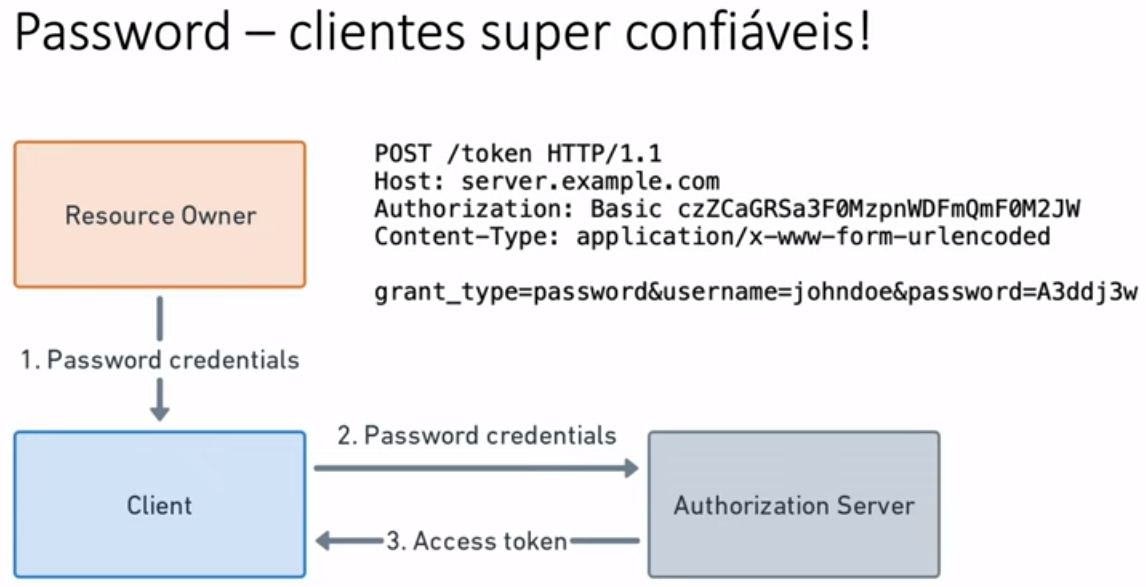 Password – clientes super confiáveis!
POST /token HTTP/1.1
Host: server.example.com
Authorization: Basic czZCaGRSa3F0MzpnWDFmQmF0M2JW
Content-Type: application/x-www-form-urlencoded
grant_type=password&username=johndoe&password=A3ddj3w
Resource Owner
1. Password credentials
2. Password credentials
Client
Authorization Server
3. Access token